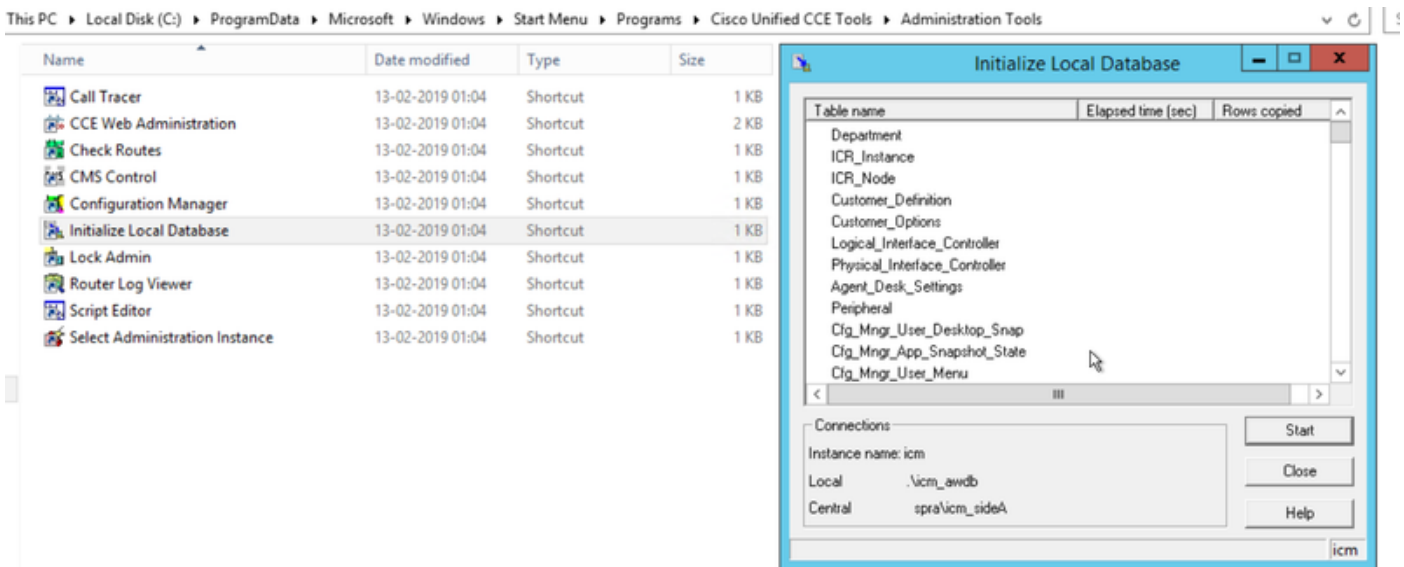 This PC ▸ Local Disk (C:) ▸ ProgramData ▸ Microsoft ▸ Windows ▸ Start Menu ▸ Programs ▸ Cisco Unified CCE Tools ▸ Administration Tools
Name Date modified Type Size
Call Tracer 13-02-2019 01:04 Shortcut 1 KB
CCE Web Administration 13-02-2019 01:04 Shortcut 2 KB
Check Routes 13-02-2019 01:04 Shortcut 1 KB
CMS Control 13-02-2019 01:04 Shortcut 1 KB
Configuration Manager 13-02-2019 01:04 Shortcut 1 KB
Initialize Local Database 13-02-2019 01:04 Shortcut 1 KB
Lock Admin 13-02-2019 01:04 Shortcut 1 KB
Router Log Viewer 13-02-2019 01:04 Shortcut 1 KB
Script Editor 13-02-2019 01:04 Shortcut 1 KB
Select Administration Instance 13-02-2019 01:04 Shortcut 1 KB
Initialize Local Database
Table name Elapsed time (sec) Rows copied
Department
ICR_Instance
ICR_Node
Customer_Definition
Customer_Options
Logical_Interface_Controller
Physical_Interface_Controller
Agent_Desk_Settings
Peripheral
Cfg_Mngr_User_Desktop_Snap
Cfg_Mngr_App_Snapshot_State
Cfg_Mngr_User_Menu
Connections
Instance name: icm
Local .\icm_awdb
Central spra\icm_sideA
Start
Close
Help
icm